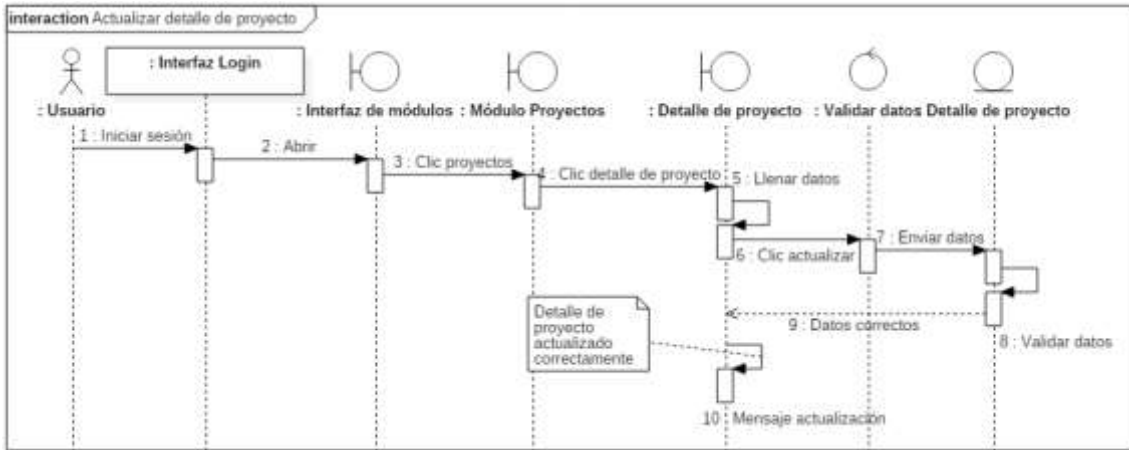 interaction Actualizar detalle de proyecto
: Interfaz Login
: Usuario
: Interfaz de módulos
: Módulo Proyectos
: Detalle de proyecto
: Validar datos
Detalle de proyecto
1 : Iniciar sesión
2 : Abrir
3 : Clic proyectos
4 : Clic detalle de proyecto
5 : Llenar datos
6 : Clic actualizar
7 : Enviar datos
Detalle de
proyecto
actualizado
correctamente
9 : Datos correctos
8 : Validar datos
10 : Mensaje actualización